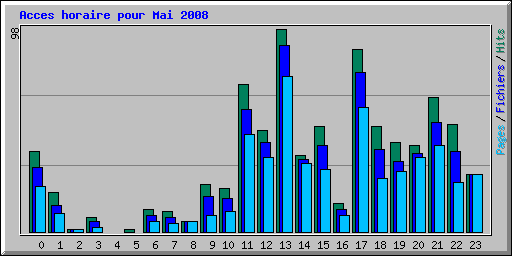 Acces horaire pour Mai 2008
98
Pages / Fichiers / Hits
0 1 2 3 4 5 6 7 8 9 10 11 12 13 14 15 16 17 18 19 20 21 22 23